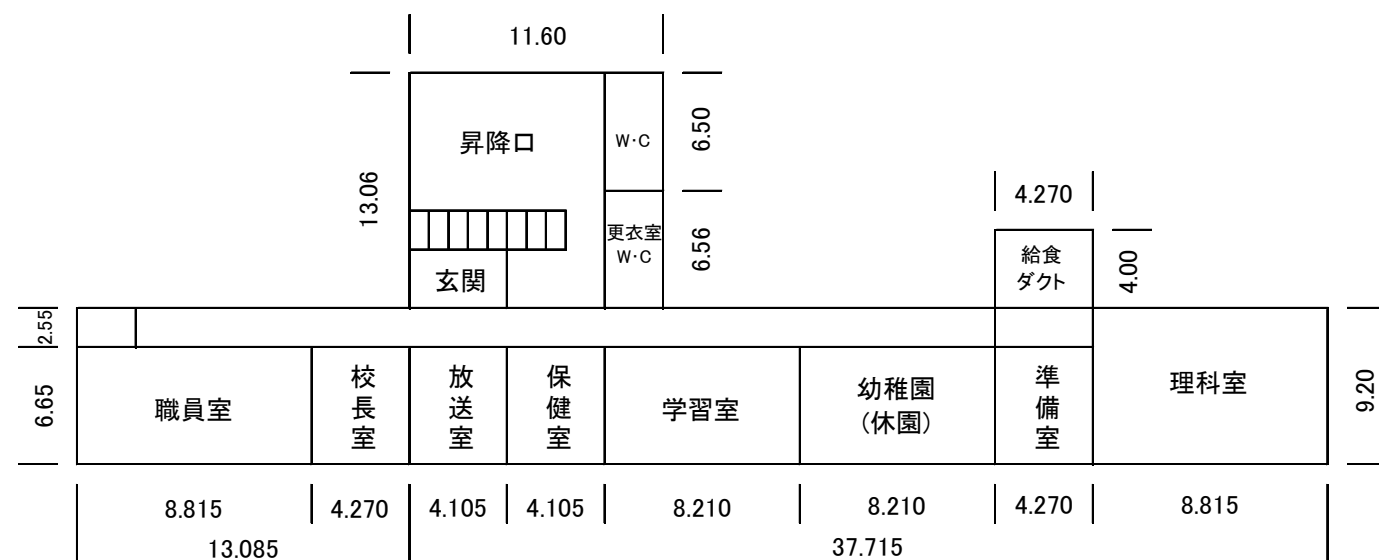 11.60
昇降口
W・C
6.50
13.06
4.270
更衣室
W・C
6.56
給食
ダクト
4.00
玄関
2.55
6.65
職員室
校長室
放送室
保健室
学習室
幼稚園
(休園)
準備室
理科室
9.20
8.815
4.270
4.105
4.105
8.210
8.210
4.270
8.815
13.085
37.715